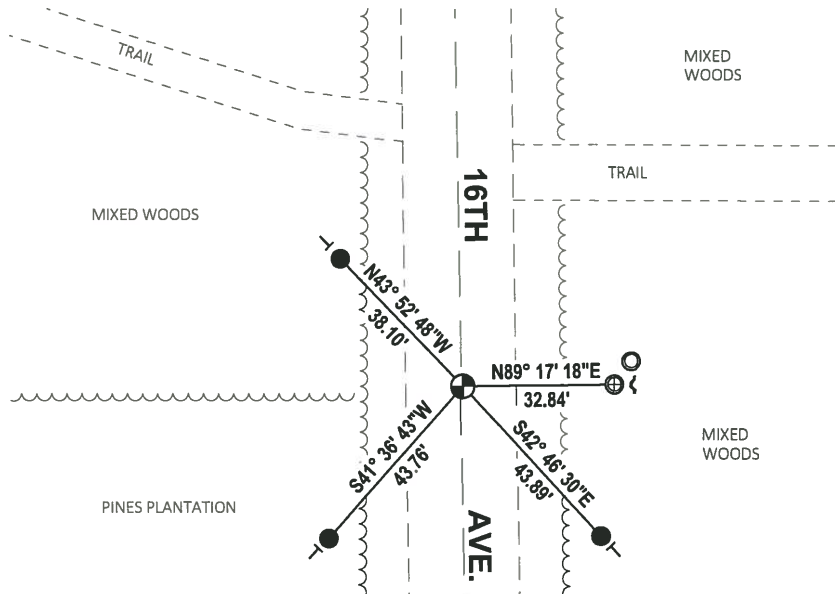 TRAIL
MIXED
WOODS
16TH
TRAIL
MIXED WOODS
N43° 52' 48"W
38.10'
N89° 17' 18"E
32.84'
S41° 36' 43"W
43.76'
S42° 46' 30"E
43.89'
MIXED
WOODS
PINES PLANTATION
AVE.